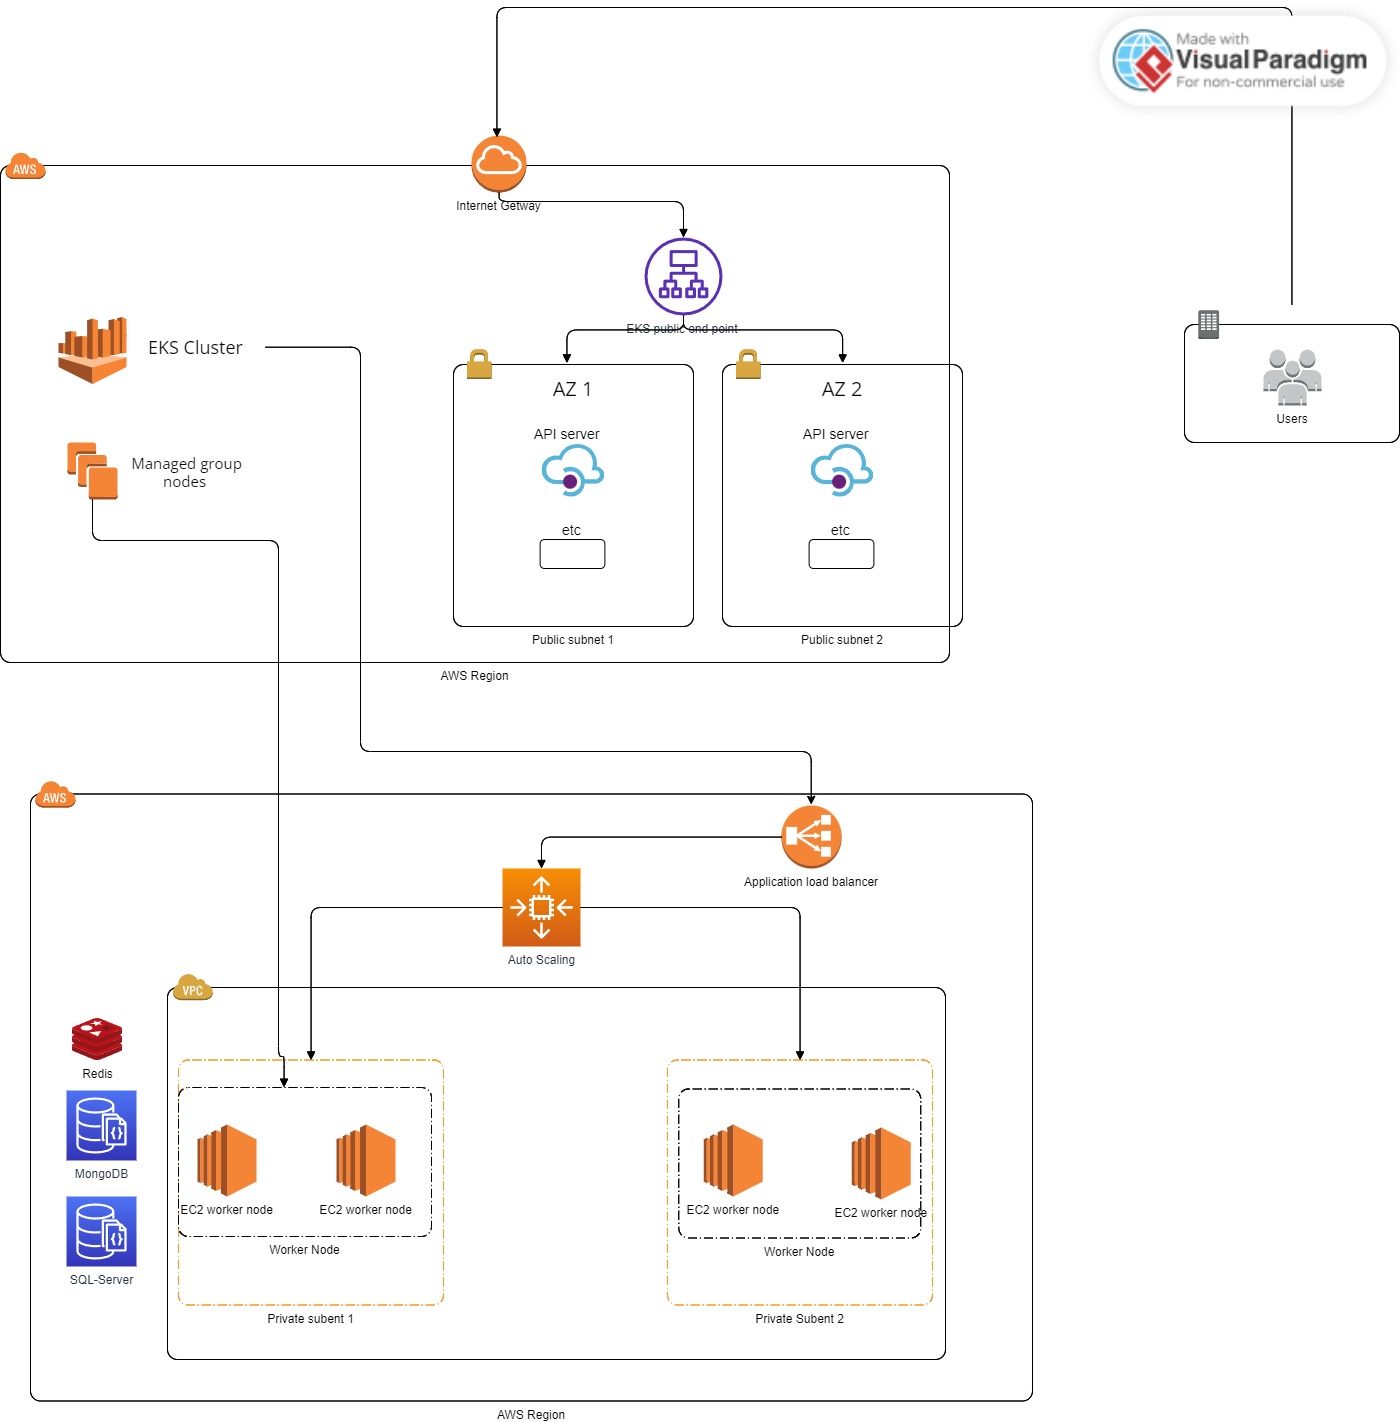 Made with
Visual Paradigm
For non-commercial use
AWS
Internet Getway
EKS public end point
EKS Cluster
Managed group
nodes
AZ 1
API server
etc
Public subnet 1
AZ 2
API server
etc
Public subnet 2
Users
AWS Region
AWS
Application load balancer
Auto Scaling
VPC
Redis
MongoDB
SQL-Server
EC2 worker node
EC2 worker node
Worker Node
Private subent 1
EC2 worker node
EC2 worker node
Worker Node
Private Subent 2
AWS Region